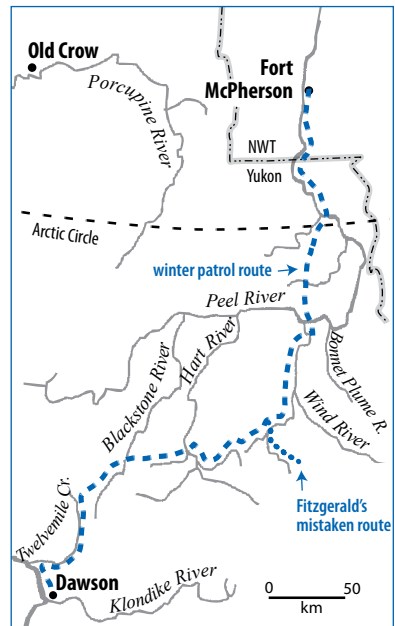 Old Crow
Porcupine River
Fort
McPherson
NWT
Yukon
Arctic Circle
winter patrol route
Peel River
Bonnet Plume R.
Hart River
Blackstone River
Wind River
Fitzgerald's
mistaken route
Twelvemile Cr.
Dawson
Klondike River
0 50
km